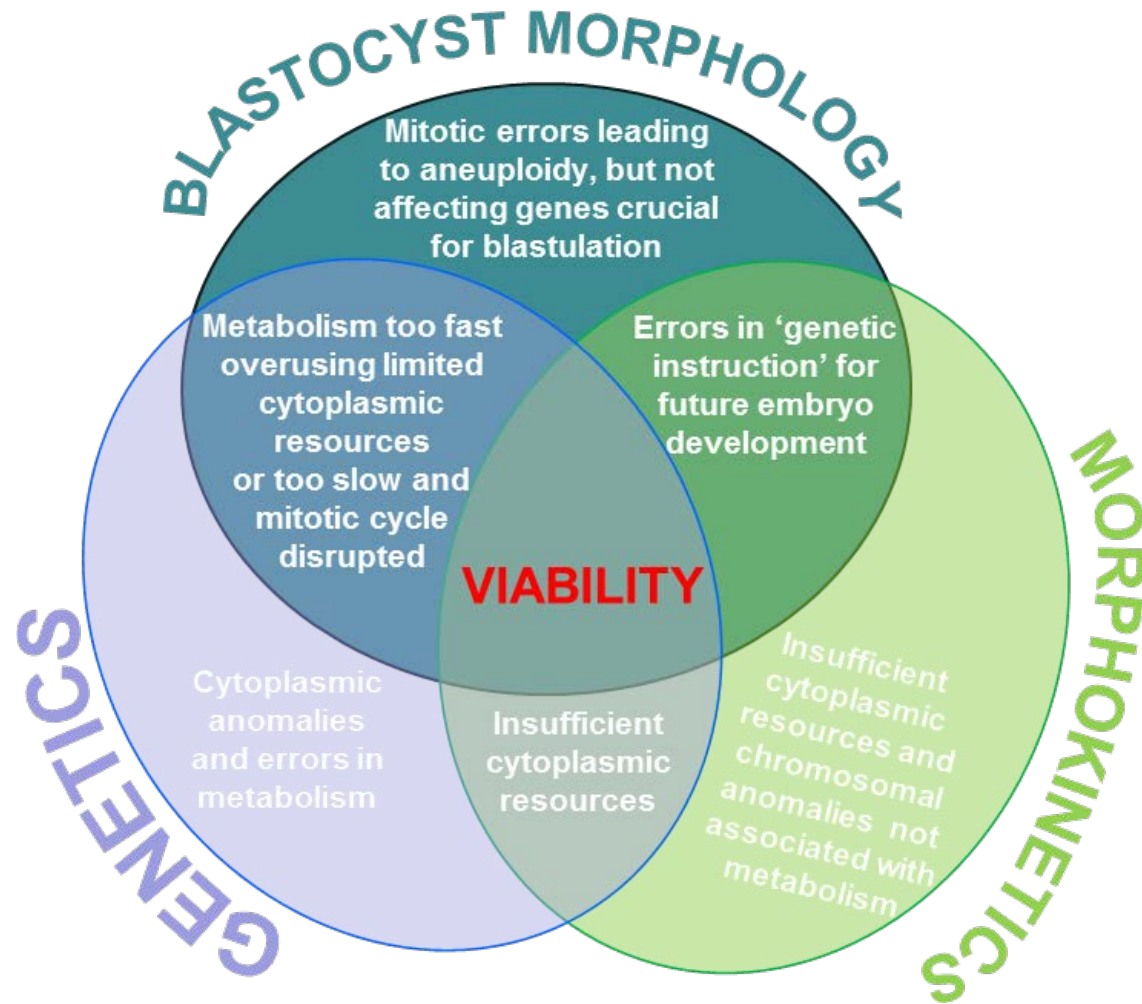 BLASTOCYST MORPHOLOGY
Mitotic errors leading
to aneuploidy, but not
affecting genes crucial
for blastulation
Metabolism too fast
overusing limited
cytoplasmic
resources
or too slow and
mitotic cycle
disrupted
Errors in ‘genetic
instruction’ for
future embryo
development
MORPHOKINETICS
VIABILITY
GENETICS
Cytoplasmic
anomalies
and errors in
metabolism
Insufficient
cytoplasmic
resources
Insufficient
cytoplasmic
resources and
chromosomal
anomalies not
associated with
metabolism